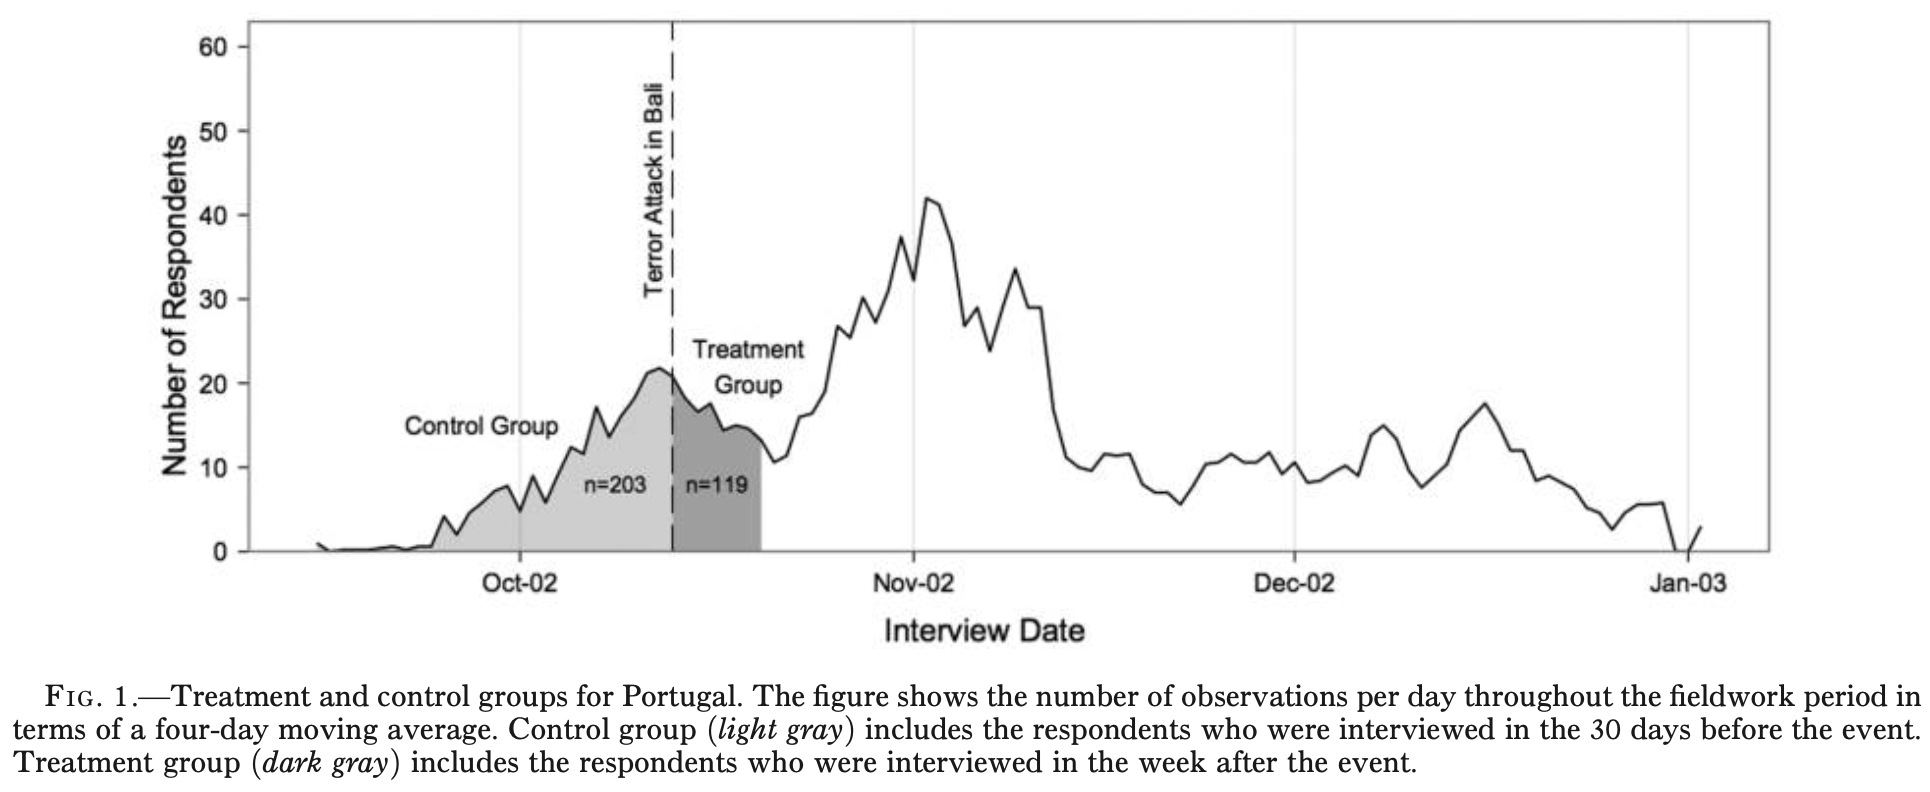 60
50
40
30
20
10
0
Number of Respondents
Terror Attack in Bali
Treatment
Group
Control Group
n=203
n=119
Oct-02
Nov-02
Dec-02
Jan-03
Interview Date
FIG. 1.—Treatment and control groups for Portugal. The figure shows the number of observations per day throughout the fieldwork period in
terms of a four-day moving average. Control group (light gray) includes the respondents who were interviewed in the 30 days before the event.
Treatment group (dark gray) includes the respondents who were interviewed in the week after the event.